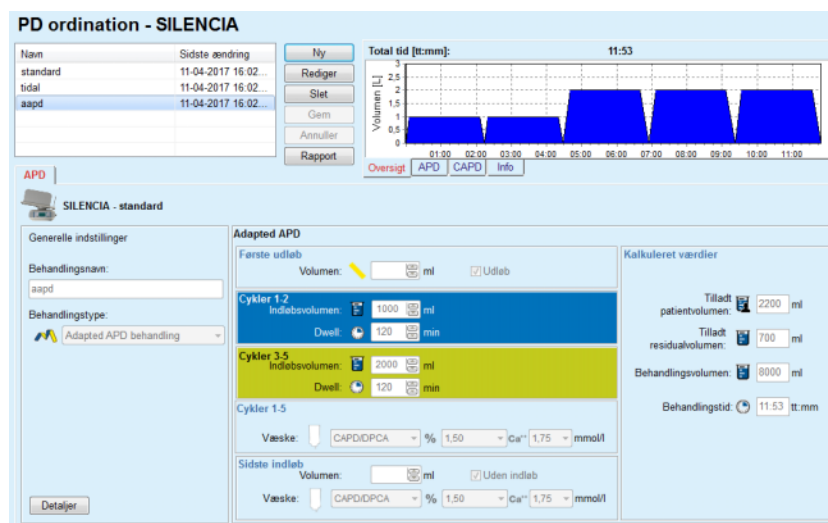 PD ordination - SILENCIA
Navn Sidste ændring
standard 11-04-2017 16:02...
tidal 11-04-2017 16:02...
aapd 11-04-2017 16:02...
Ny
Rediger
Slet
Gem
Annuller
Rapport
Total tid [tt:mm]: 11:53
Volumen [L]
3
2,5
2
1,5
1
0,5
0
01:00 02:00 03:00 04:00 05:00 06:00 07:00 08:00 09:00 10:00 11:00
Oversigt APD CAPD Info
APD
SILENCIA - standard
Generelle indstillinger
Behandlingsnavn:
aapd
Behandlingstype:
Adapted APD behandling
Detaljer
Adapted APD
Første udløb
Volumen: ml Udløb
Cykler 1-2
Indløbsvolumen: 1000 ml
Dwell: 120 min
Cykler 3-5
Indløbsvolumen: 2000 ml
Dwell: 120 min
Cykler 1-5
Væske: CAPD/DPCA % 1,50 Ca⁺⁺ 1,75 mmol/l
Sidste indløb
Volumen: ml Uden indløb
Væske: CAPD/DPCA % 1,50 Ca⁺⁺ 1,75 mmol/l
Kalkuleret værdier
Tilladt
patientvolumen: 2200 ml
Tilladt
residualvolumen: 700 ml
Behandlingsvolumen: 8000 ml
Behandlingstid: 11:53 tt:mm